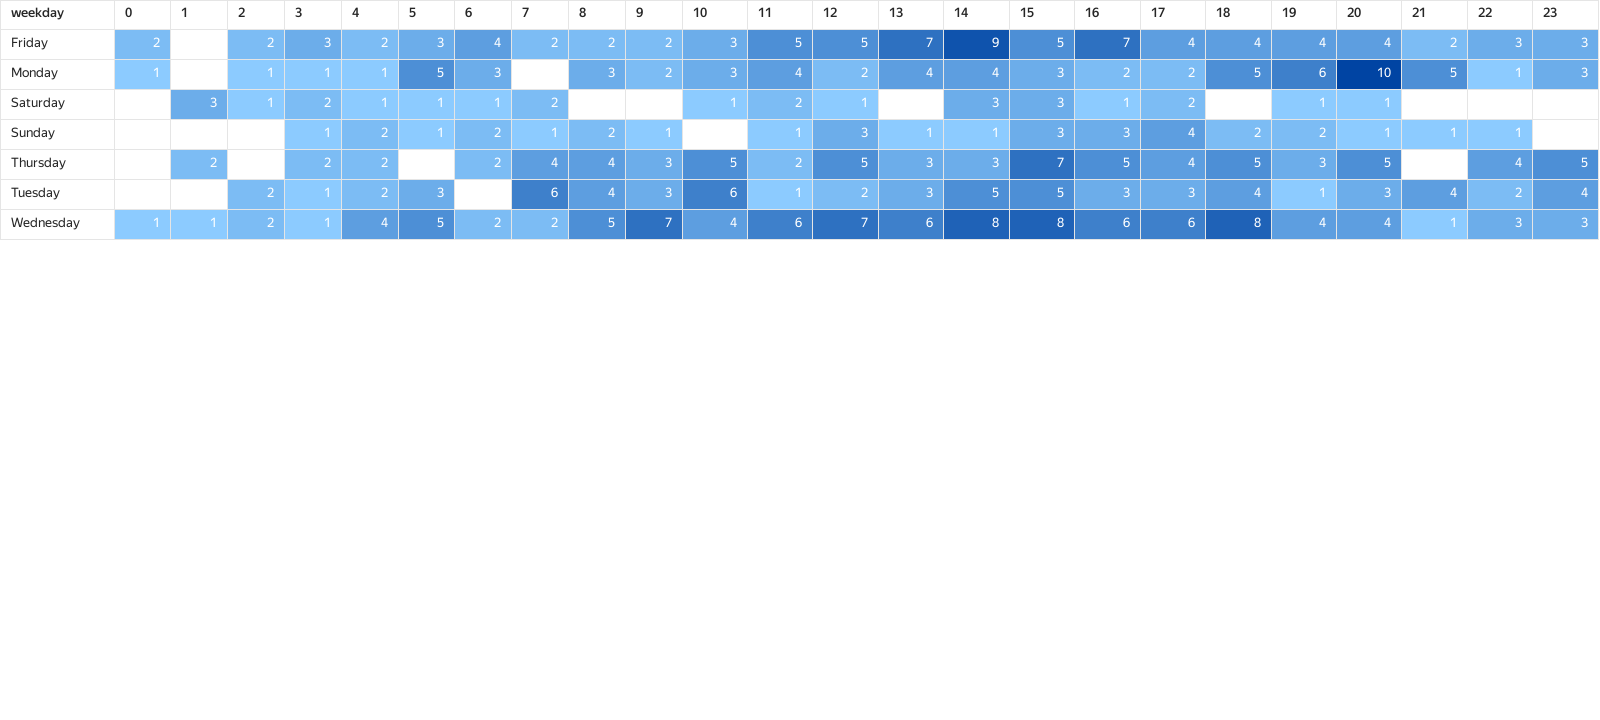 weekday 0 1 2 3 4 5 6 7 8 9 10 11 12 13 14 15 16 17 18 19 20 21 22 23
Friday 2 2 3 2 3 4 2 2 2 3 5 5 7 9 5 7 4 4 4 4 2 3 3
Monday 1 1 1 1 5 3 3 2 3 4 2 4 4 3 2 2 5 6 10 5 1 3
Saturday 3 1 2 1 1 1 2 1 2 1 3 3 1 2 1 1
Sunday 1 2 1 2 1 2 1 1 3 1 1 3 3 4 2 2 1 1 1
Thursday 2 2 2 2 4 4 3 5 2 5 3 3 7 5 4 5 3 5 4 5
Tuesday 2 1 2 3 6 4 3 6 1 2 3 5 5 3 3 4 1 3 4 2 4
Wednesday 1 1 2 1 4 5 2 2 5 7 4 6 7 6 8 8 6 6 8 4 4 1 3 3